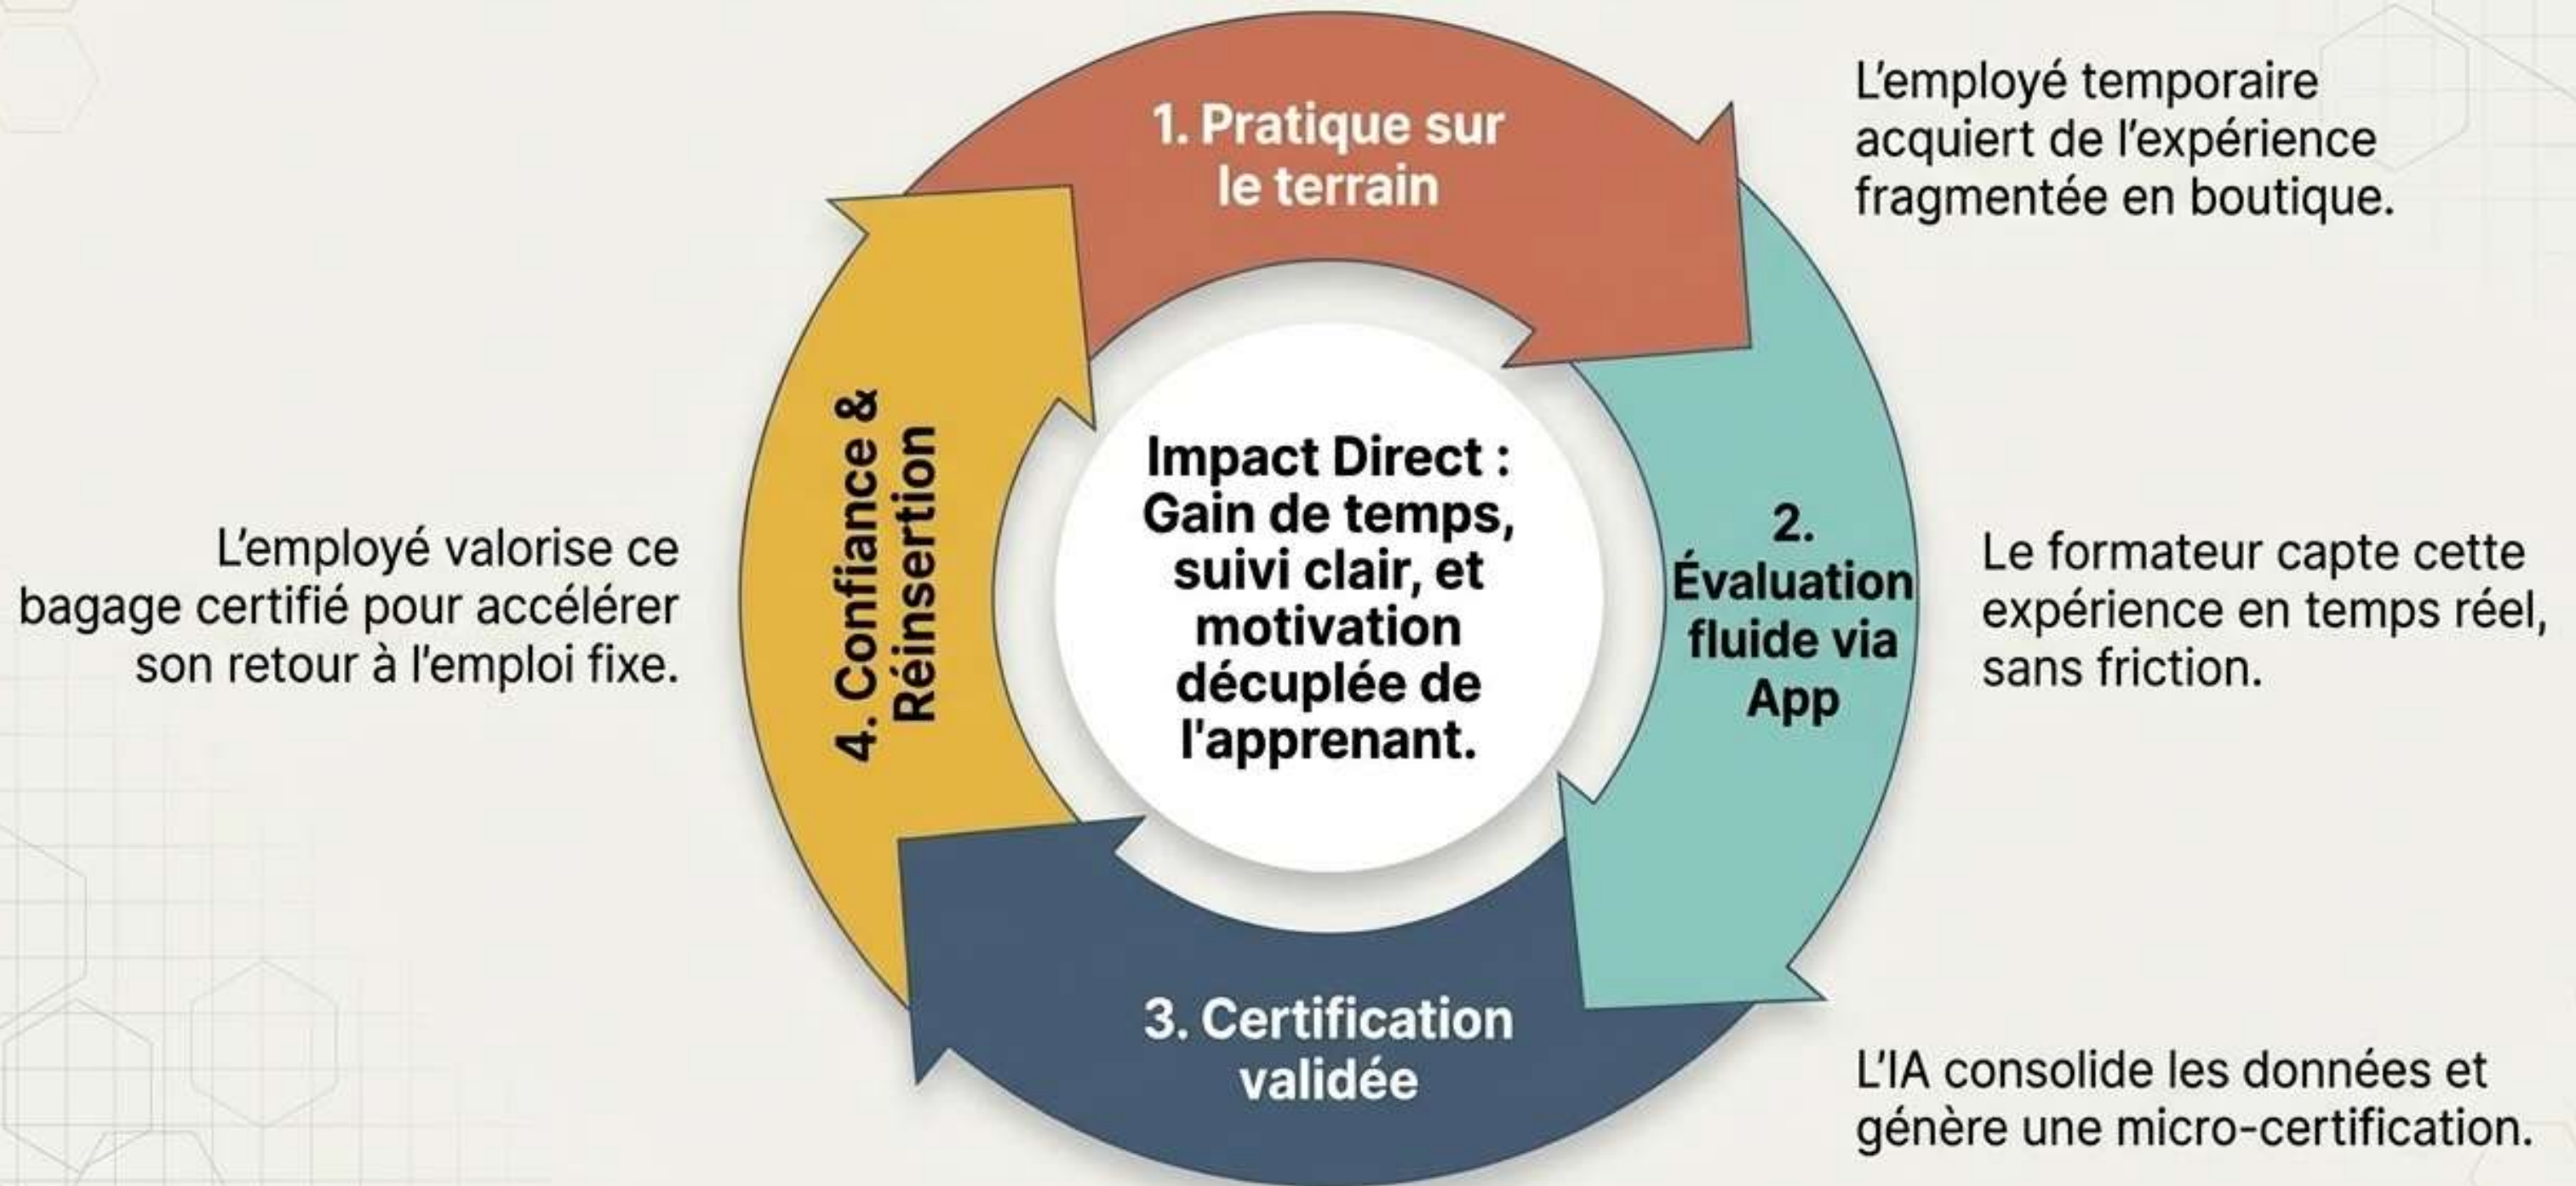 1. Pratique sur
le terrain
L'employé temporaire
acquiert de l'expérience
fragmentée en boutique.
2.
Évaluation
fluide via
App
Le formateur capte cette
expérience en temps réel,
sans friction.
3. Certification
validée
L'IA consolide les données et
génère une micro-certification.
4. Confiance &
Réinsertion
L'employé valorise ce
bagage certifié pour accélérer
son retour à l'emploi fixe.
Impact Direct :
Gain de temps,
suivi clair, et
motivation
décuplée de
l'apprenant.